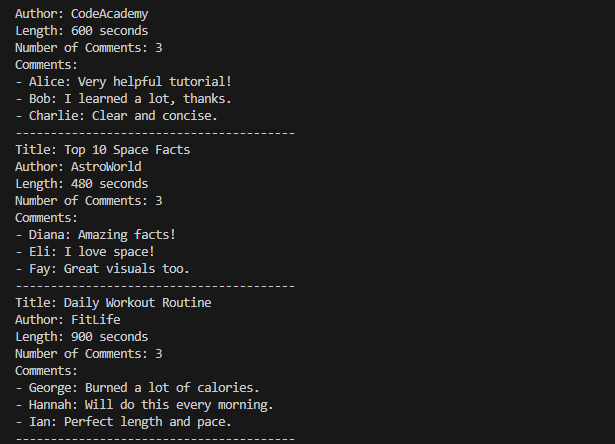 Author: CodeAcademy
Length: 600 seconds
Number of Comments: 3
Comments:
- Alice: Very helpful tutorial!
- Bob: I learned a lot, thanks.
- Charlie: Clear and concise.
----------------------------------------
Title: Top 10 Space Facts
Author: AstroWorld
Length: 480 seconds
Number of Comments: 3
Comments:
- Diana: Amazing facts!
- Eli: I love space!
- Fay: Great visuals too.
----------------------------------------
Title: Daily Workout Routine
Author: FitLife
Length: 900 seconds
Number of Comments: 3
Comments:
- George: Burned a lot of calories.
- Hannah: Will do this every morning.
- Ian: Perfect length and pace.
----------------------------------------